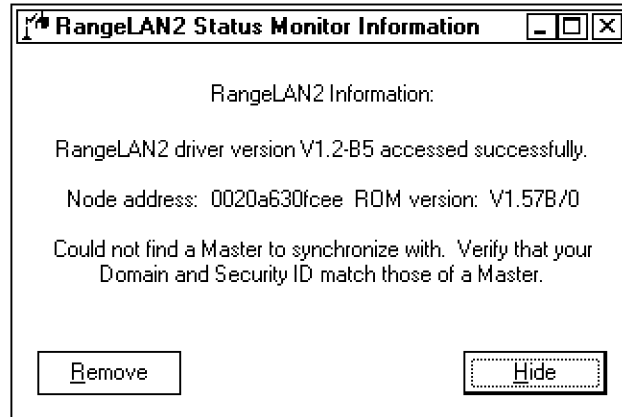 RangeLAN2 Status Monitor Information
RangeLAN2 Information:
RangeLAN2 driver version V1.2-B5 accessed successfully.
Node address:  0020a630fcee  ROM version:  V1.57B/0
Could not find a Master to synchronize with.  Verify that your
Domain and Security ID match those of a Master.
Remove
Hide